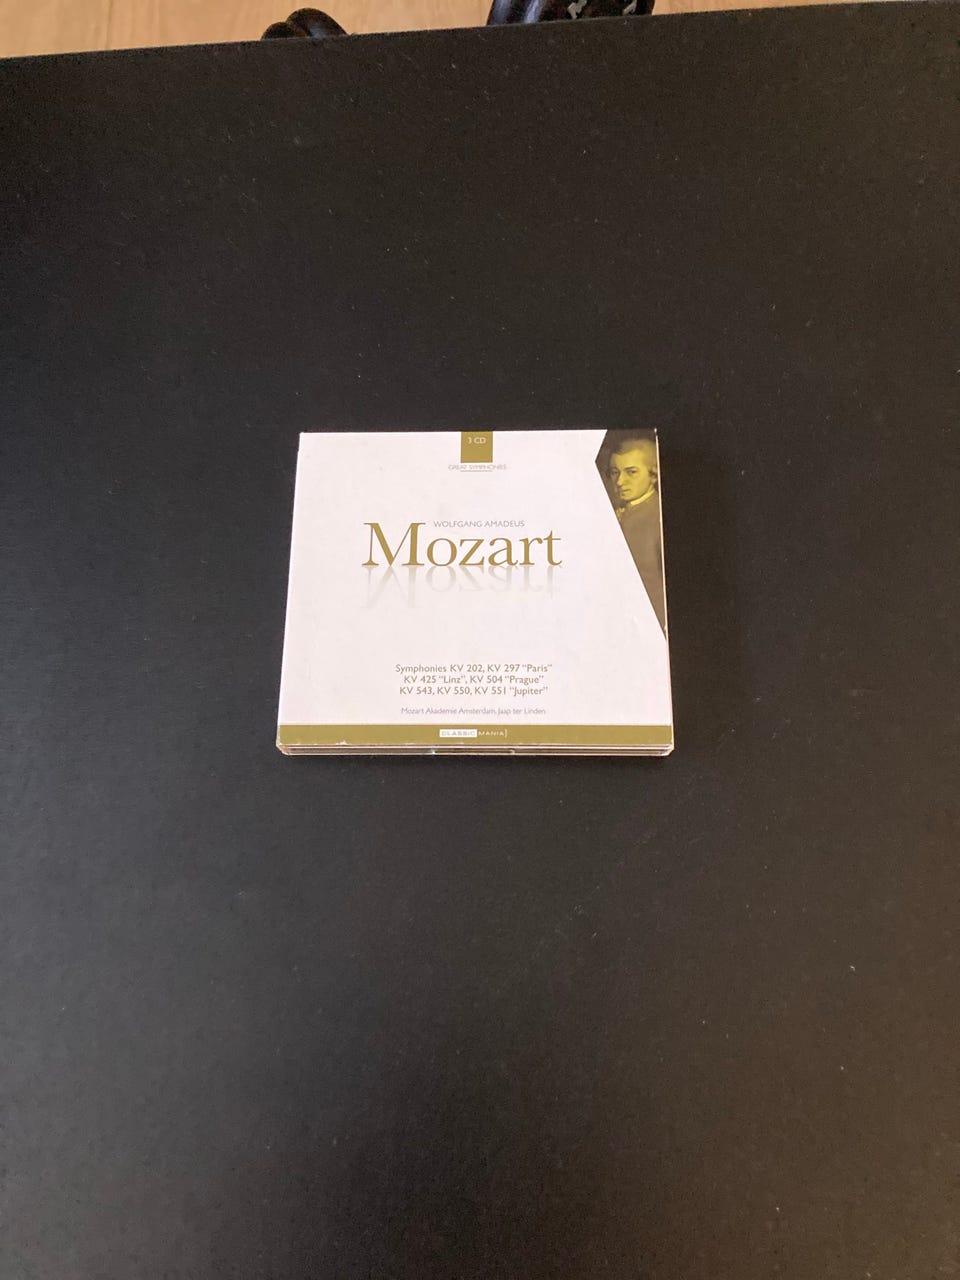 3 CD
GREAT SYMPHONIES
WOLFGANG AMADEUS
Mozart
Symphonies KV 202, KV 297 "Paris"
KV 425 "Linz", KV 504 "Prague"
KV 543, KV 550, KV 551 "Jupiter"
Mozart Akademie Amsterdam, Jaap ter Linden
CLASSIC MANIA